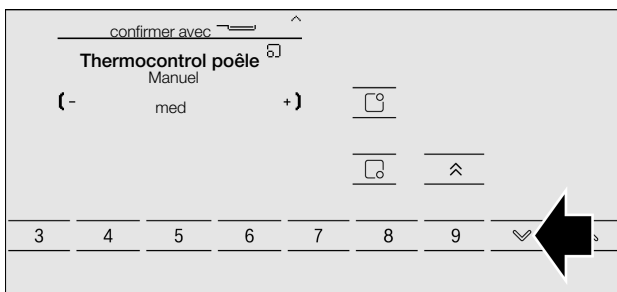 confirmer avec
Thermocontrol poêle
Manuel
- med +
3 4 5 6 7 8 9